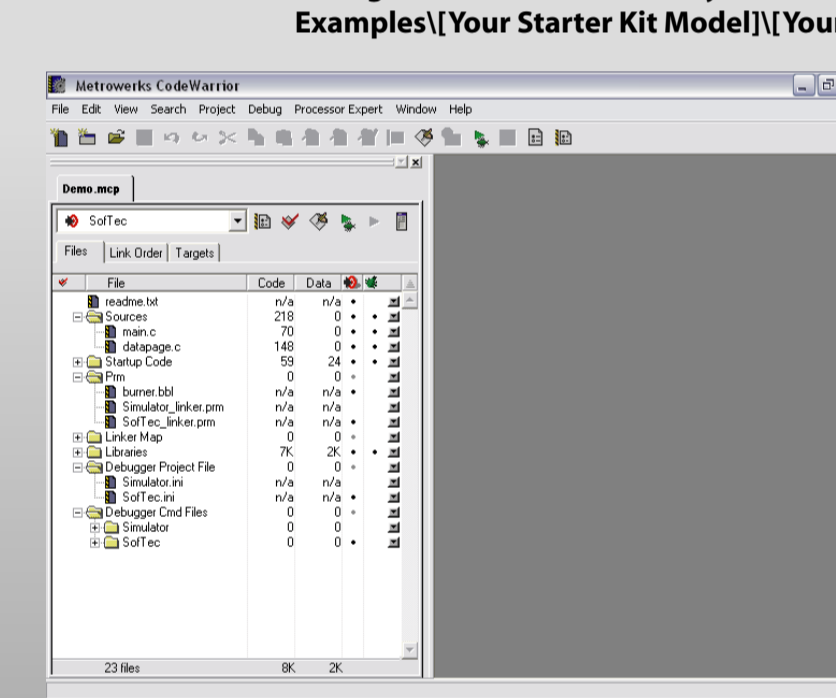 Examples\[Your Starter Kit Model]\[You
Metrowerks CodeWarrior
File Edit View Search Project Debug Processor Expert Window Help
Demo.mcp
SofTec
Files Link Order Targets
File Code Data
readme.txt n/a n/a
Sources 218 0
main.c 70 0
datapage.c 148 0
Startup Code 59 24
Prm 0 0
burner.bbl n/a n/a
Simulator_linker.prm n/a n/a
SofTec_linker.prm n/a n/a
Linker Map 0 0
Libraries 7K 2K
Debugger Project File 0 0
Simulator.ini n/a n/a
SofTec.ini n/a n/a
Debugger Cmd Files 0 0
Simulator 0 0
SofTec 0 0
23 files 8K 2K